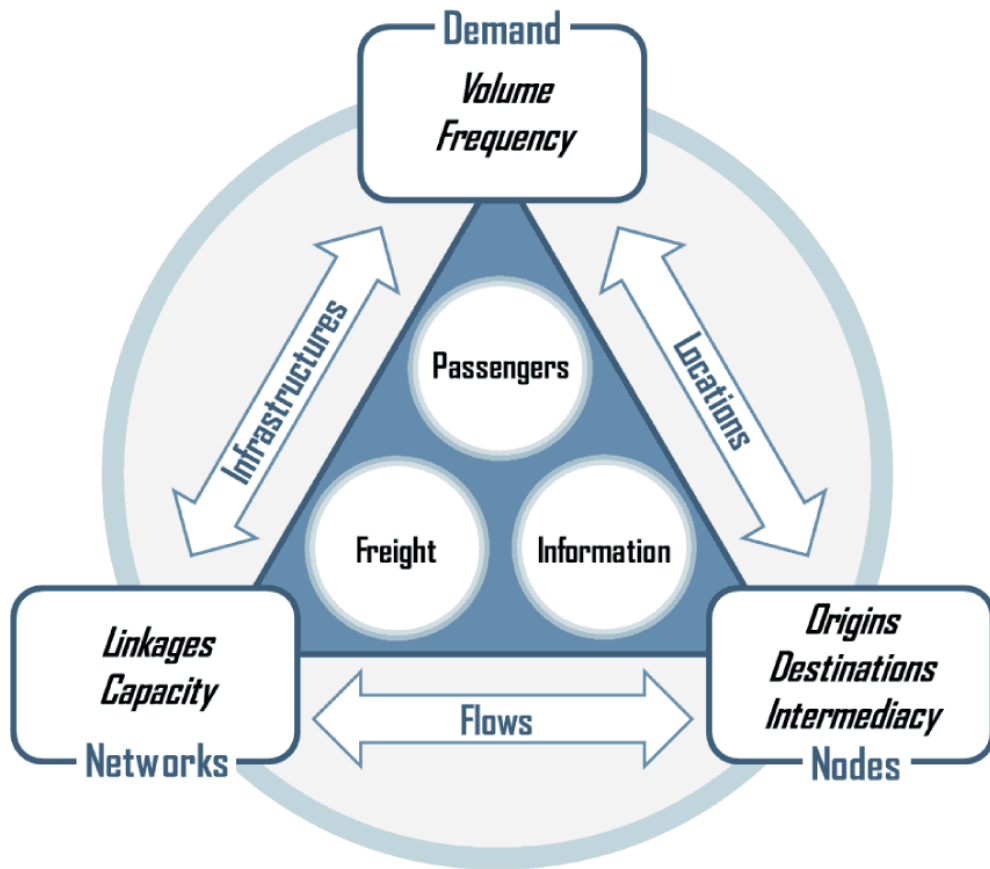 Demand
Volume
Frequency
Infrastructures
Locations
Passengers
Freight
Information
Linkages
Capacity
Networks
Flows
Origins
Destinations
Intermediacy
Nodes